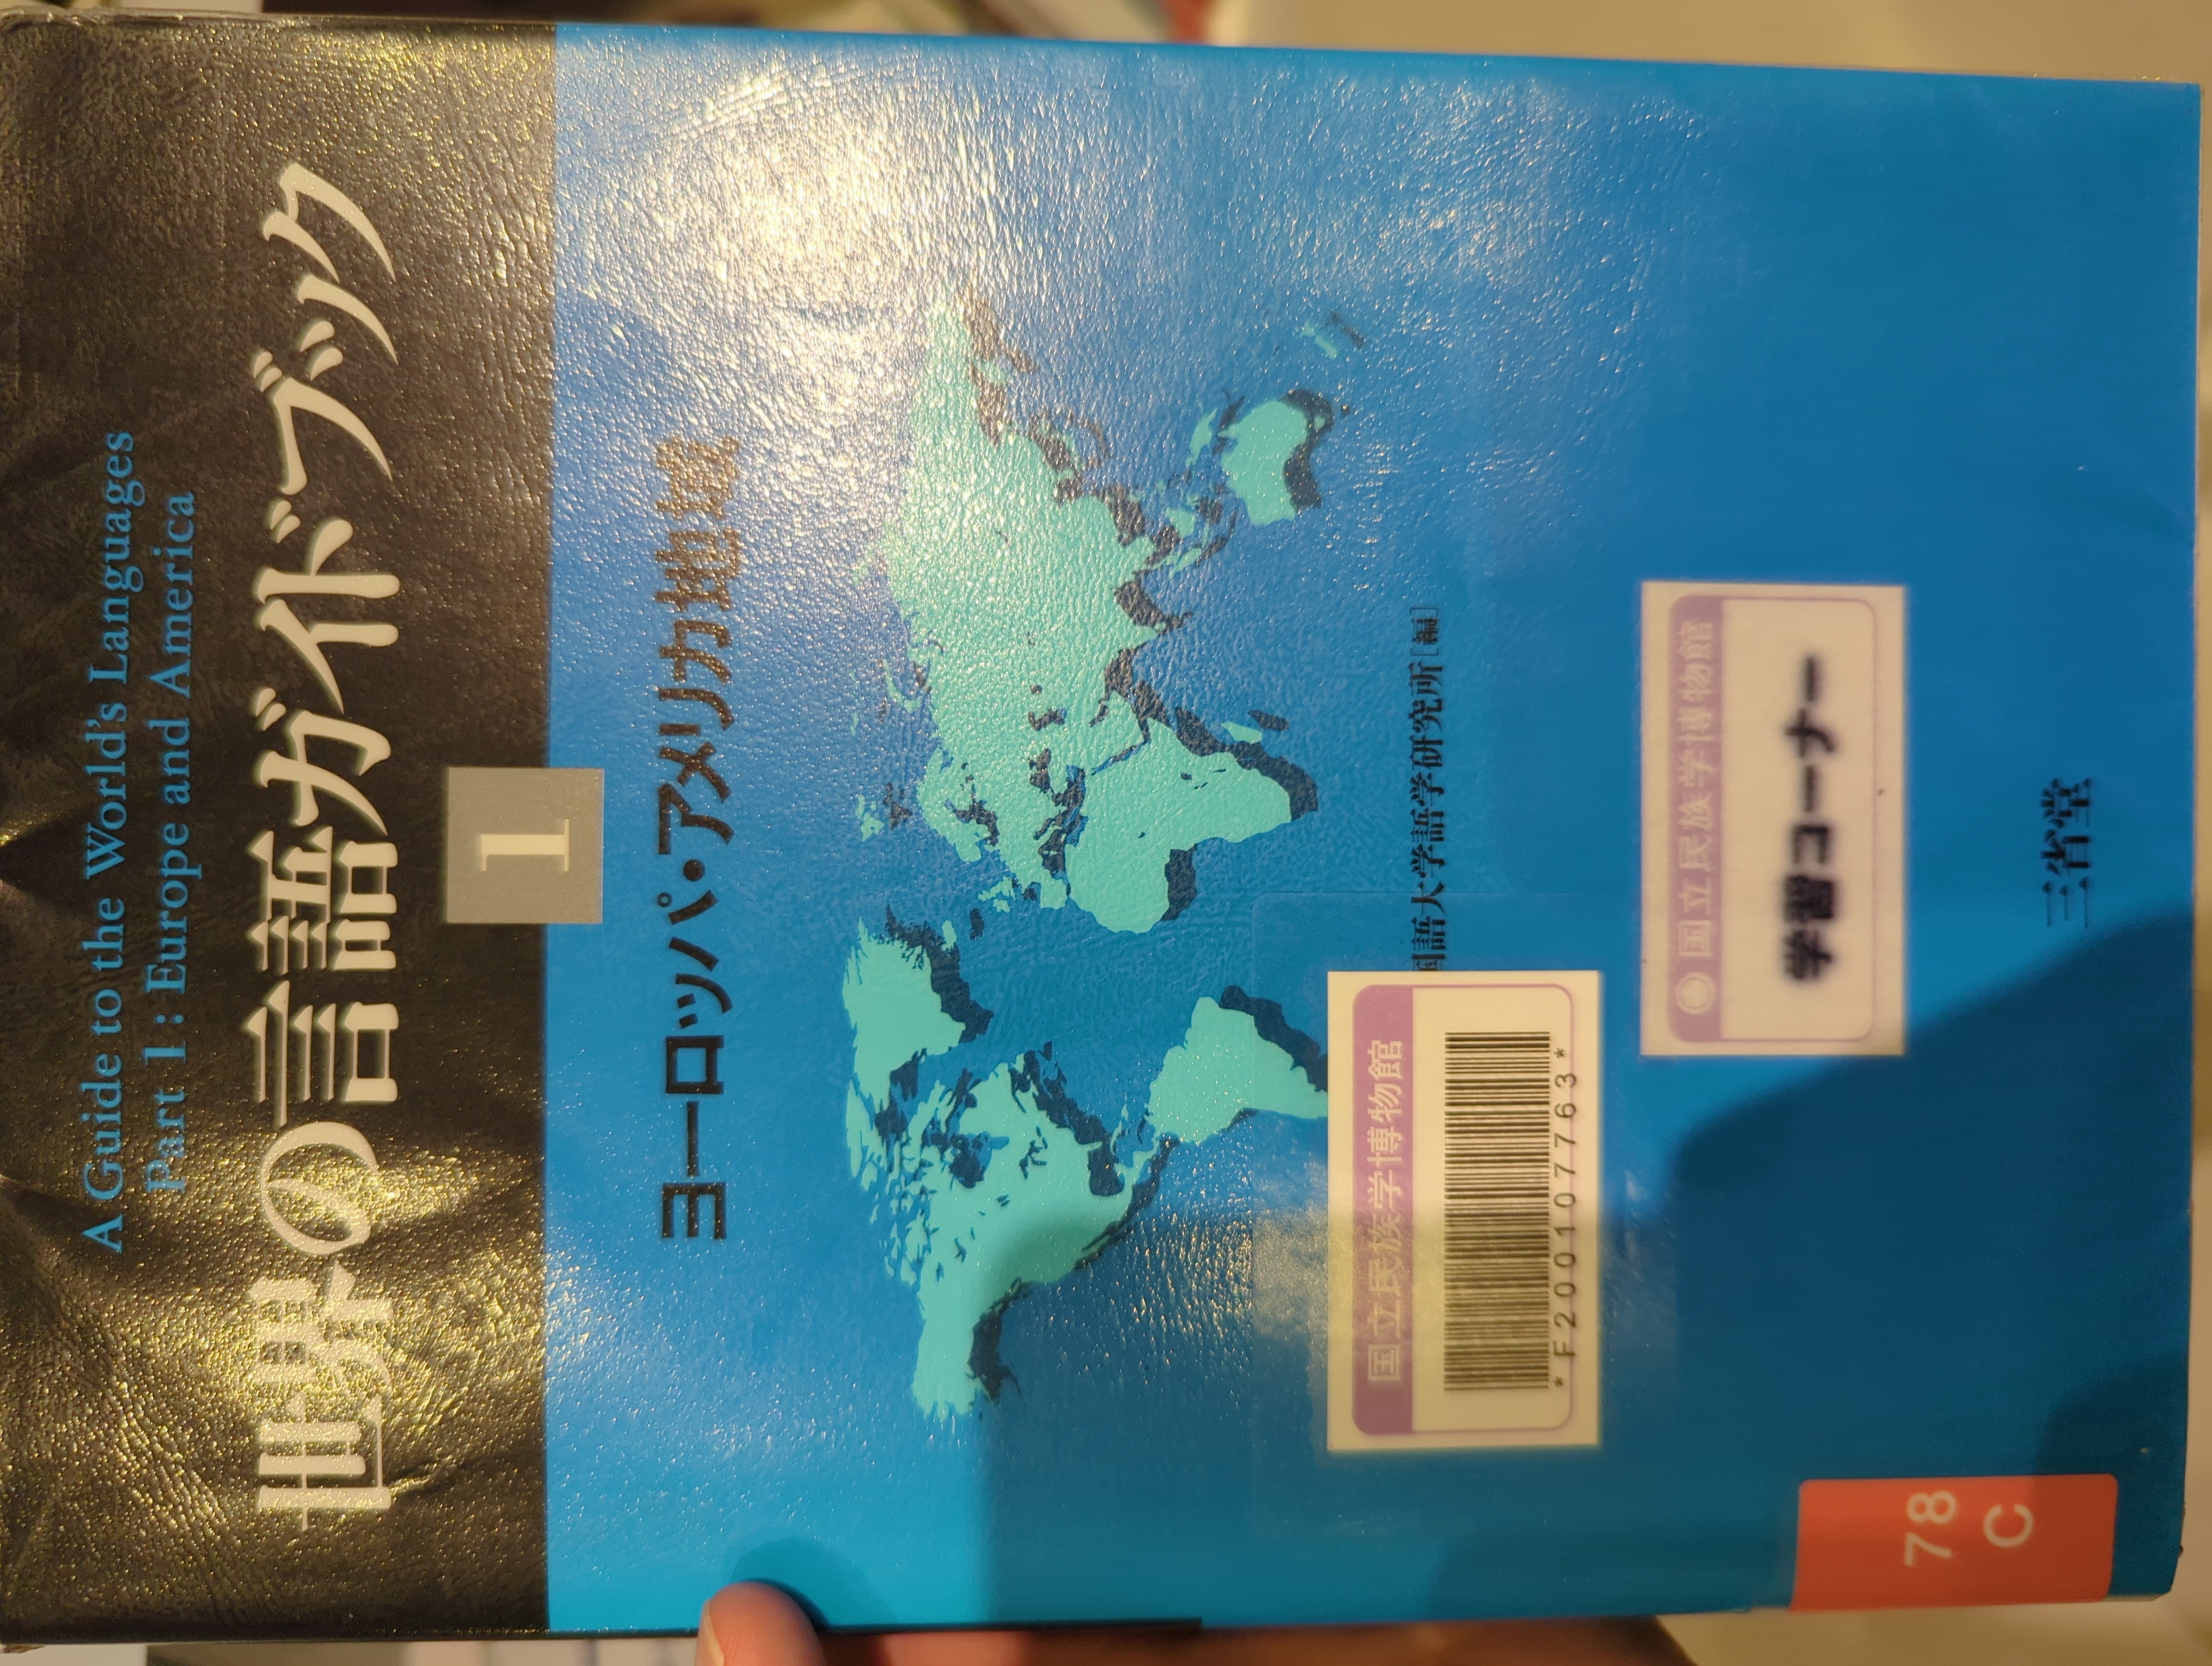 A Guide to the World's Languages
Part 1: Europe and America
世界の言語ガイドブック
1
ヨーロッパ・アメリカ地域
国立民族学博物館
*F200107763*
国語大学語学研究所[編]
国立民族学博物館
学習コーナー
78
C
三省堂